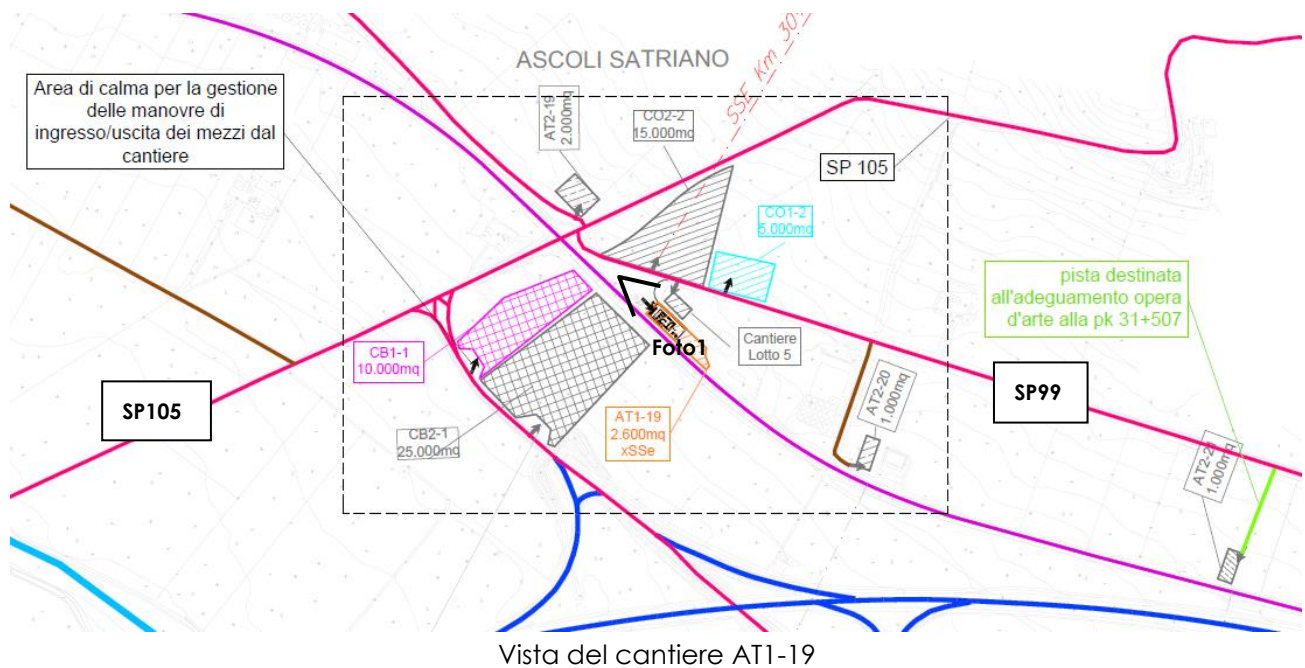 ASCOLI SATRIANO
SSE Km 30+
Area di calma per la gestione
delle manovre di
ingresso/uscita dei mezzi dal
cantiere
AT2-19
2.000mq
CO2-2
15.000mq
SP 105
CO1-2
5.000mq
pista destinata
all'adeguamento opera
d'arte alla pk 31+507
CB1-1
10.000mq
Foto1
Cantiere
Lotto 5
SP105
SP99
AT2-20
1.000mq
AT1-19
2.600mq
xSSe
CB2-1
25.000mq
AT2-21
1.000mq
Vista del cantiere AT1-19